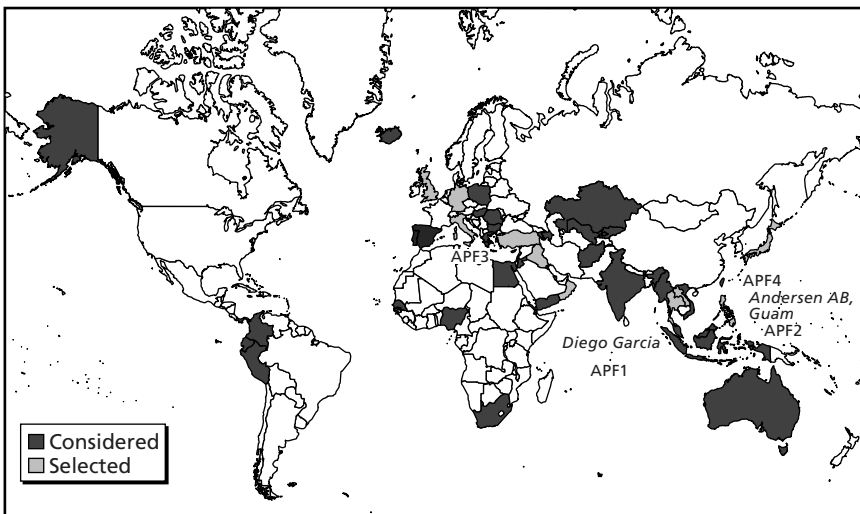 APF3
APF4
Andersen AB,
Guam
APF2
Diego Garcia
APF1
Considered
Selected